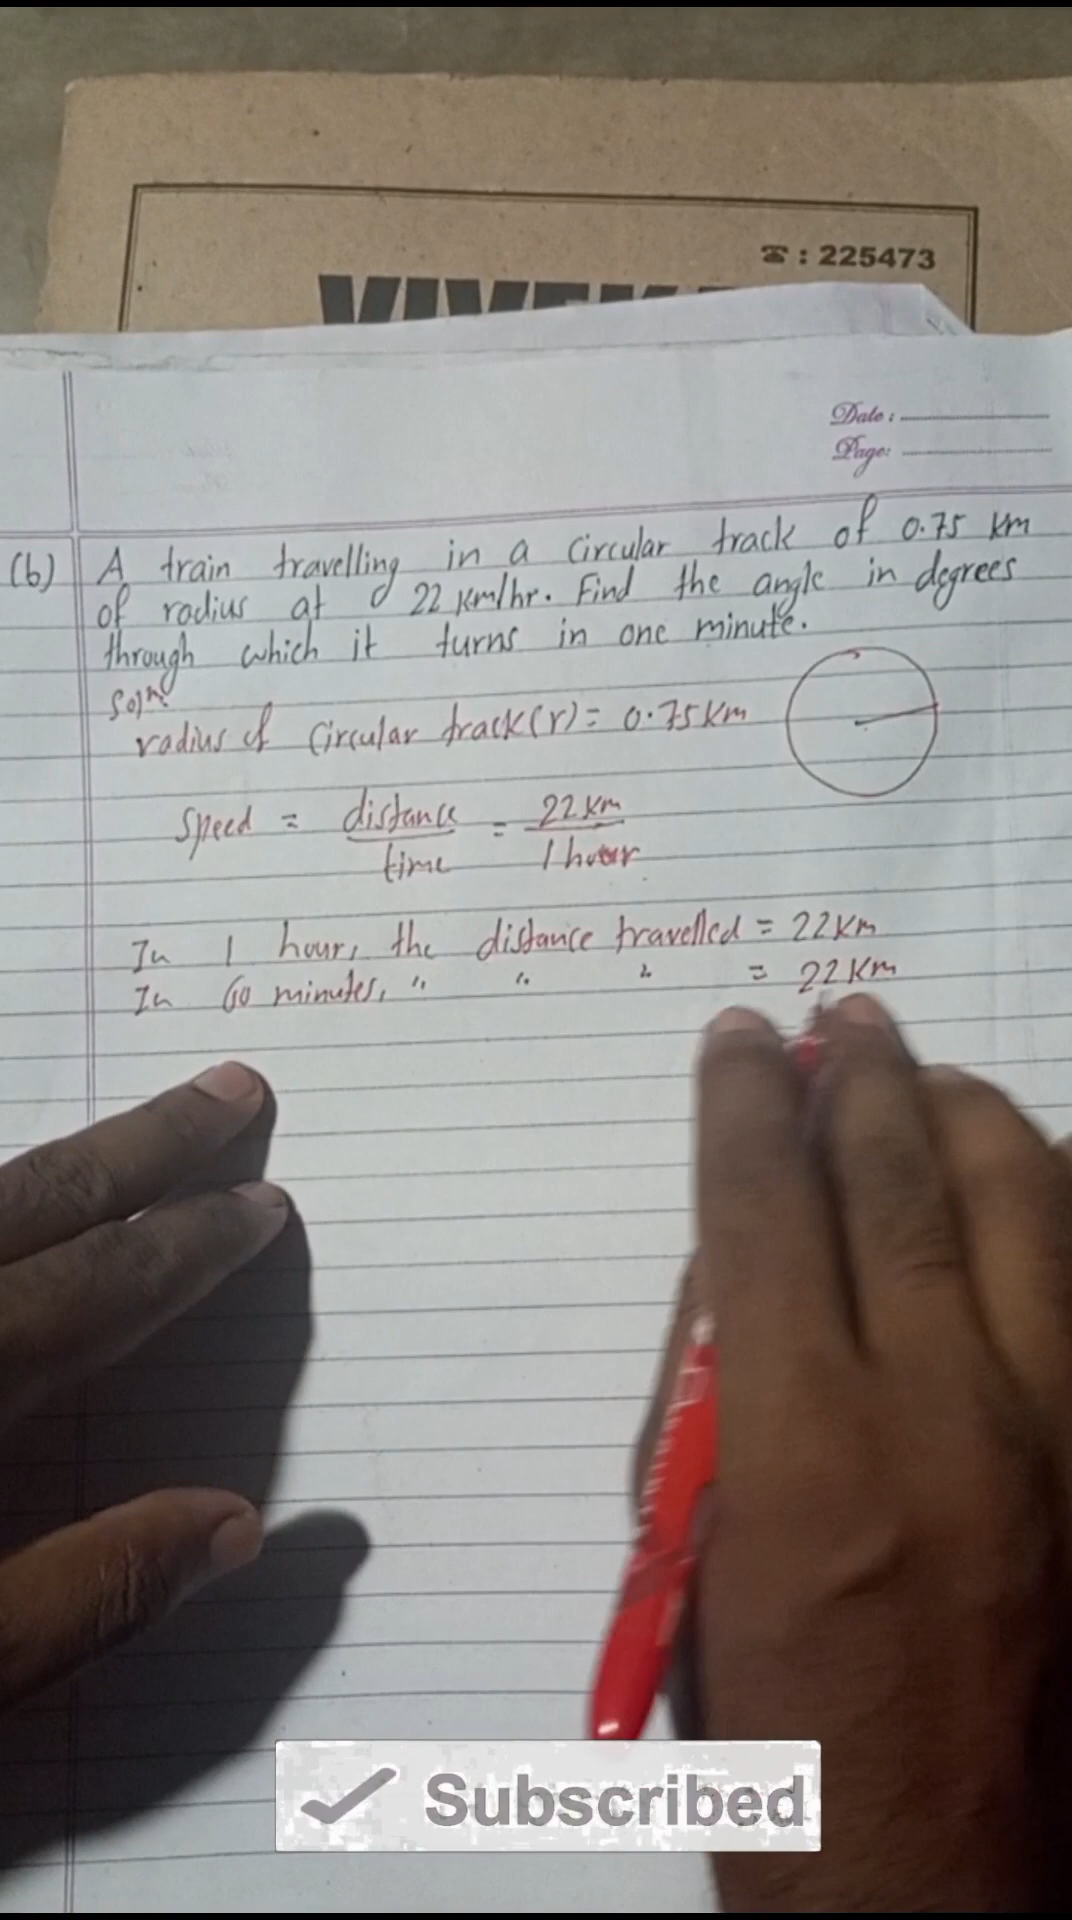 ☎ : 225473
Date :
Page:
(b) A train travelling in a circular track of 0.75 km
of radius at 22 Km/hr. Find the angle in degrees
through which it turns in one minute.
Soln
radius of Circular track(r) = 0.75 Km
Speed = distance/time = 22 Km/1 hour
In 1 hour, the distance travelled = 22 Km
In 60 minutes, " " " = 22 Km
Subscribed